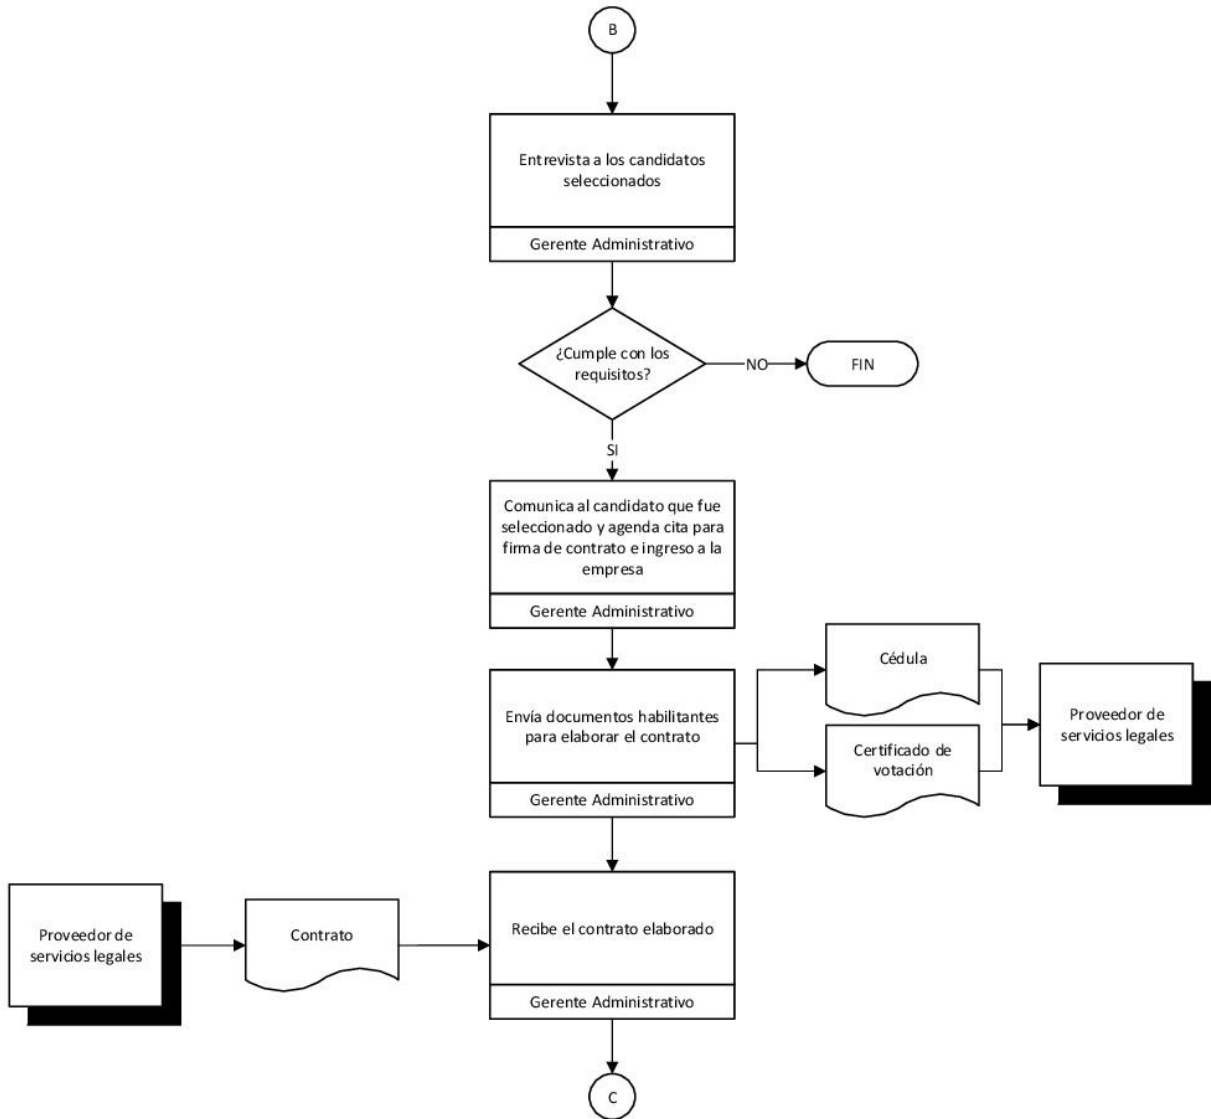 B
Entrevista a los candidatos
seleccionados
Gerente Administrativo
¿Cumple con los
requisitos?
NO
FIN
SI
Comunica al candidato que fue
seleccionado y agenda cita para
firma de contrato e ingreso a la
empresa
Gerente Administrativo
Envía documentos habilitantes
para elaborar el contrato
Gerente Administrativo
Cédula
Certificado de
votación
Proveedor de
servicios legales
Proveedor de
servicios legales
Contrato
Recibe el contrato elaborado
Gerente Administrativo
C